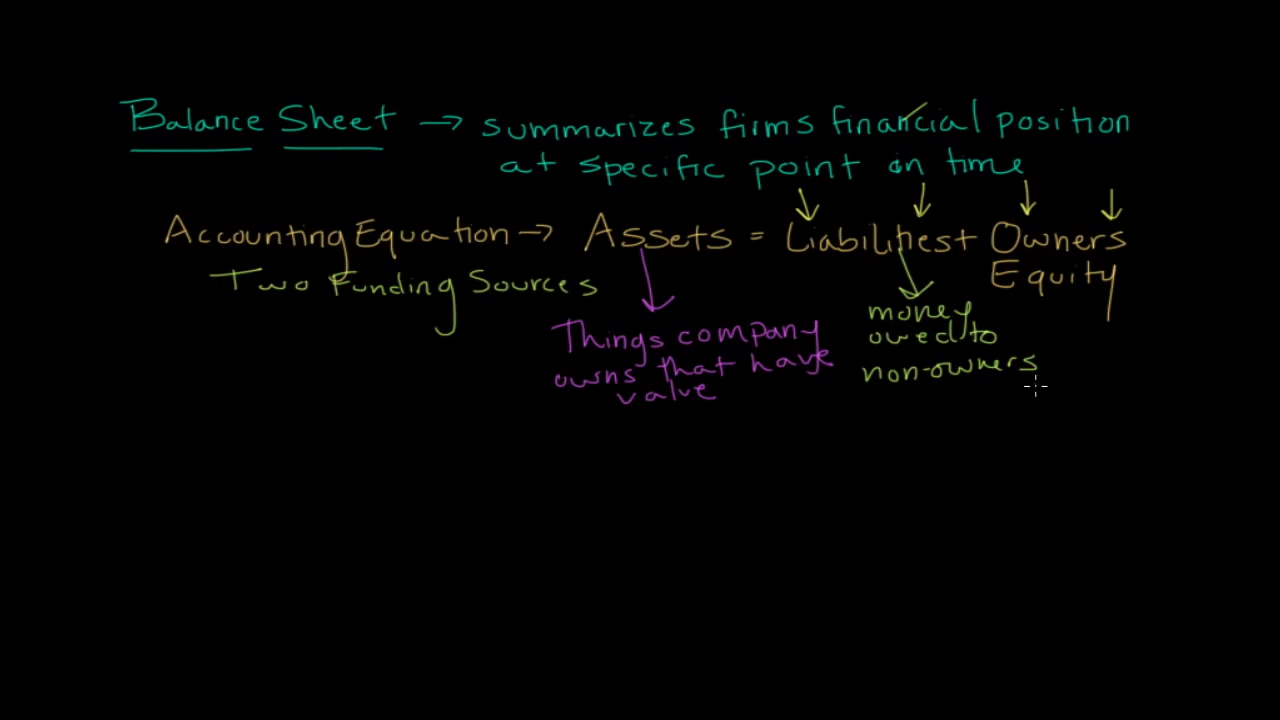 Balance Sheet → summarizes firms financial position
at specific point in time
Accounting Equation → Assets = Liabilities + Owners
Equity
Two Funding Sources
Things company
owns that have
value
money
owed to
non-owners